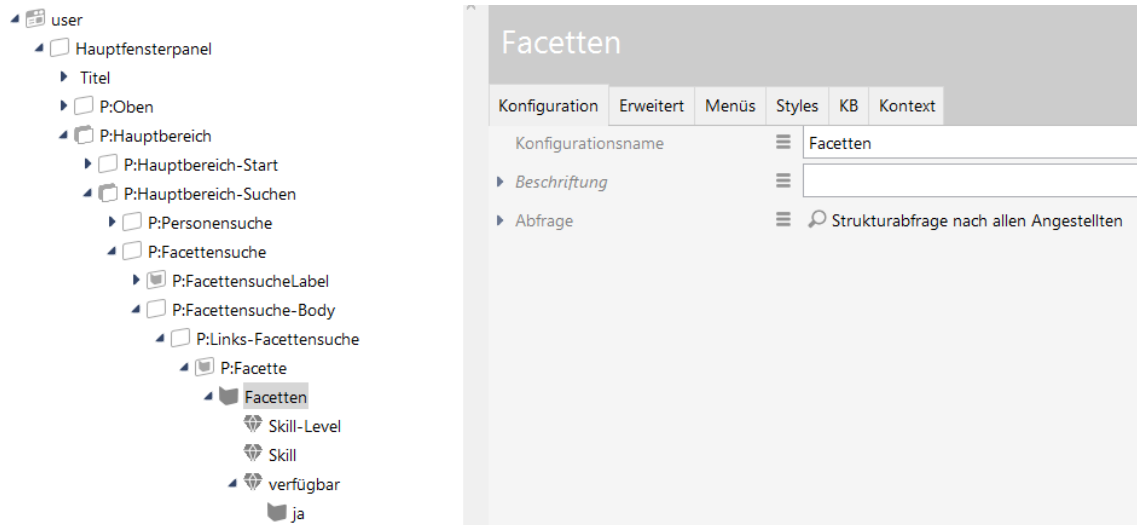 user
Hauptfensterpanel
Titel
P:Oben
P:Hauptbereich
P:Hauptbereich-Start
P:Hauptbereich-Suchen
P:Personensuche
P:Facettensuche
P:FacettensucheLabel
P:Facettensuche-Body
P:Links-Facettensuche
P:Facette
Facetten
Skill-Level
Skill
verfügbar
ja
Facetten
Konfiguration Erweitert Menüs Styles KB Kontext
Konfigurationsname Facetten
Beschriftung
Abfrage Strukturabfrage nach allen Angestellten